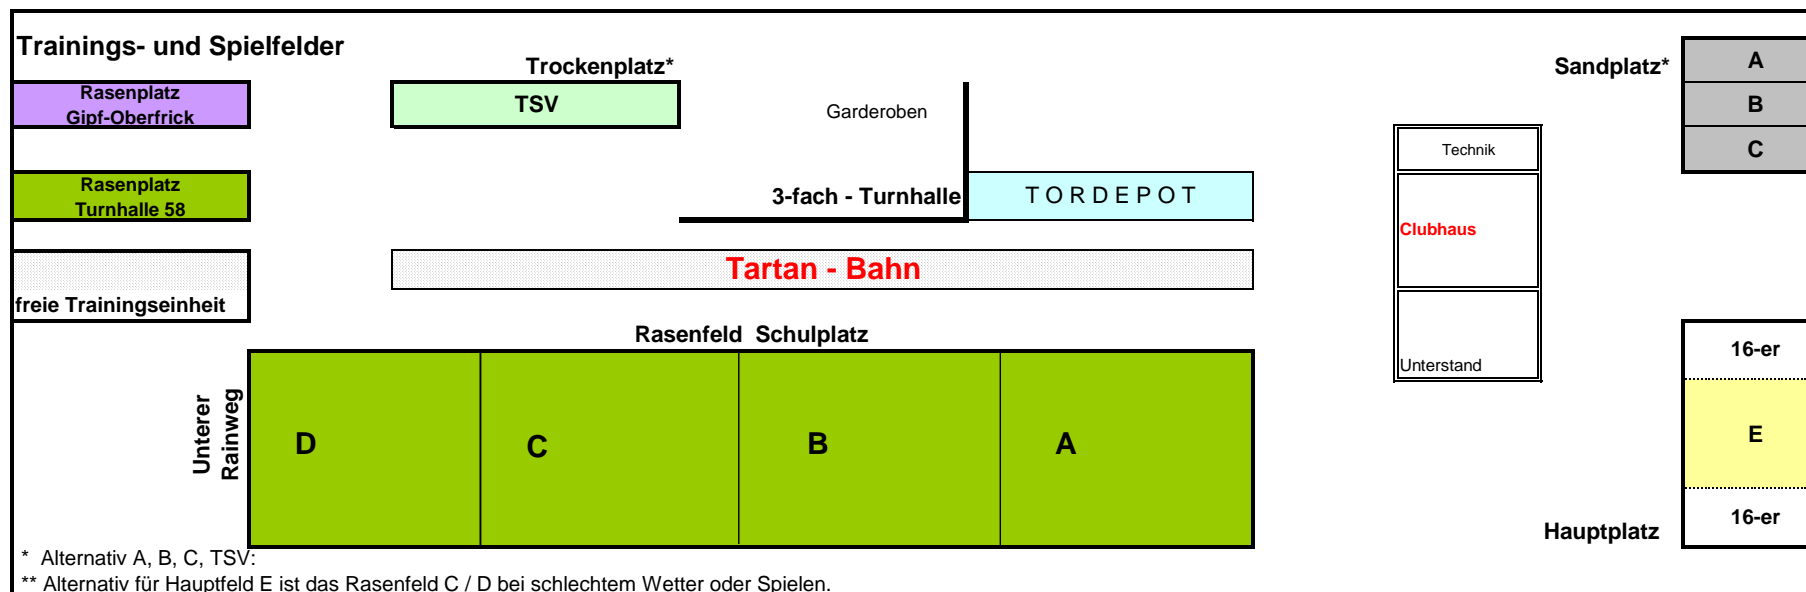 Trainings- und Spielfelder
Trockenplatz*
Sandplatz*
A
Rasenplatz
Gipf-Oberfrick
TSV
Garderoben
B
Technik
C
Rasenplatz
Turnhalle 58
3-fach - Turnhalle
T O R D E P O T
Clubhaus
Tartan - Bahn
freie Trainingseinheit
Rasenfeld  Schulplatz
16-er
Unterstand
Unterer
Rainweg
D
C
B
A
E
16-er
Hauptplatz
*  Alternativ A, B, C, TSV:
** Alternativ für Hauptfeld E ist das Rasenfeld C / D bei schlechtem Wetter oder Spielen.